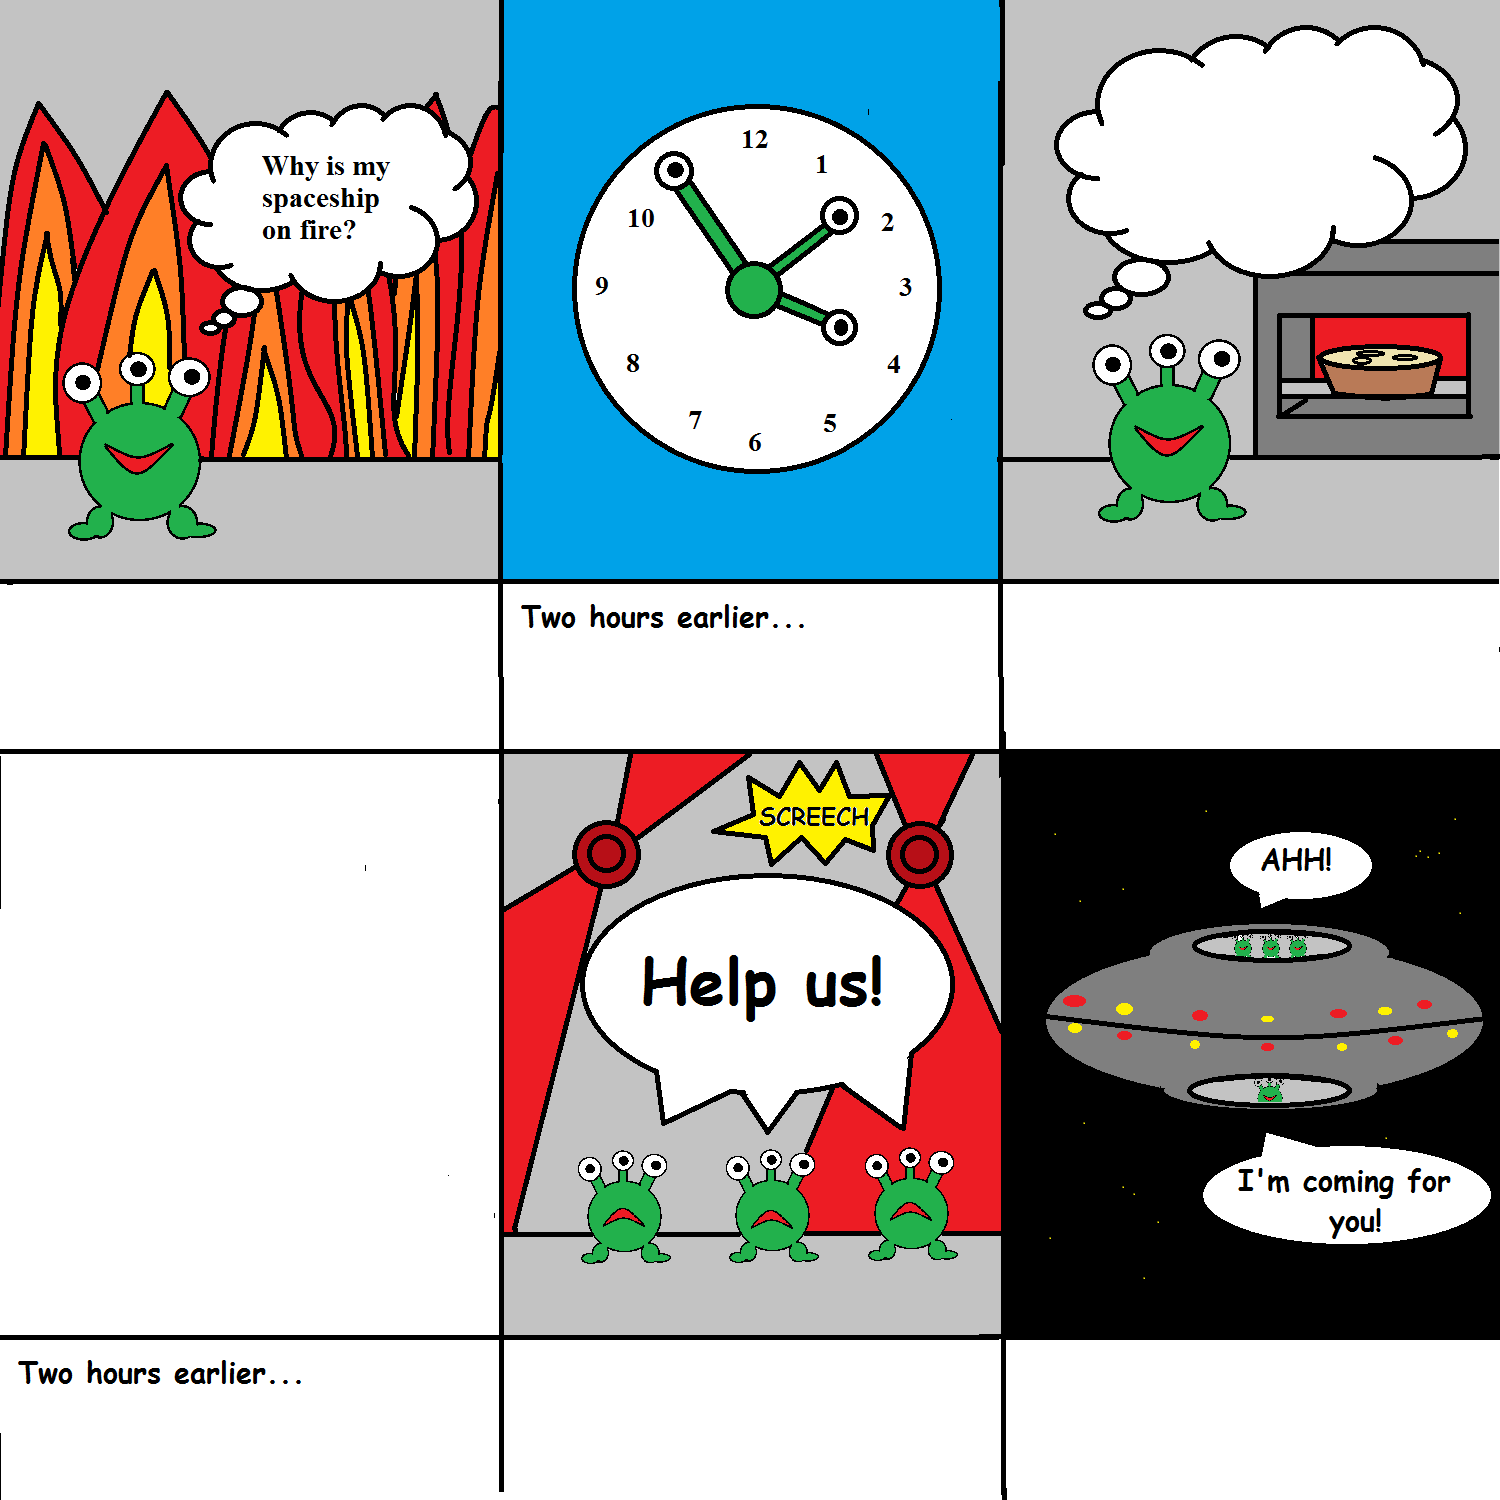 Why is my
spaceship
on fire?
12
1
2
3
4
5
6
7
8
9
10
Two hours earlier...
SCREECH
Help us!
AHH!
I'm coming for
you!
Two hours earlier...